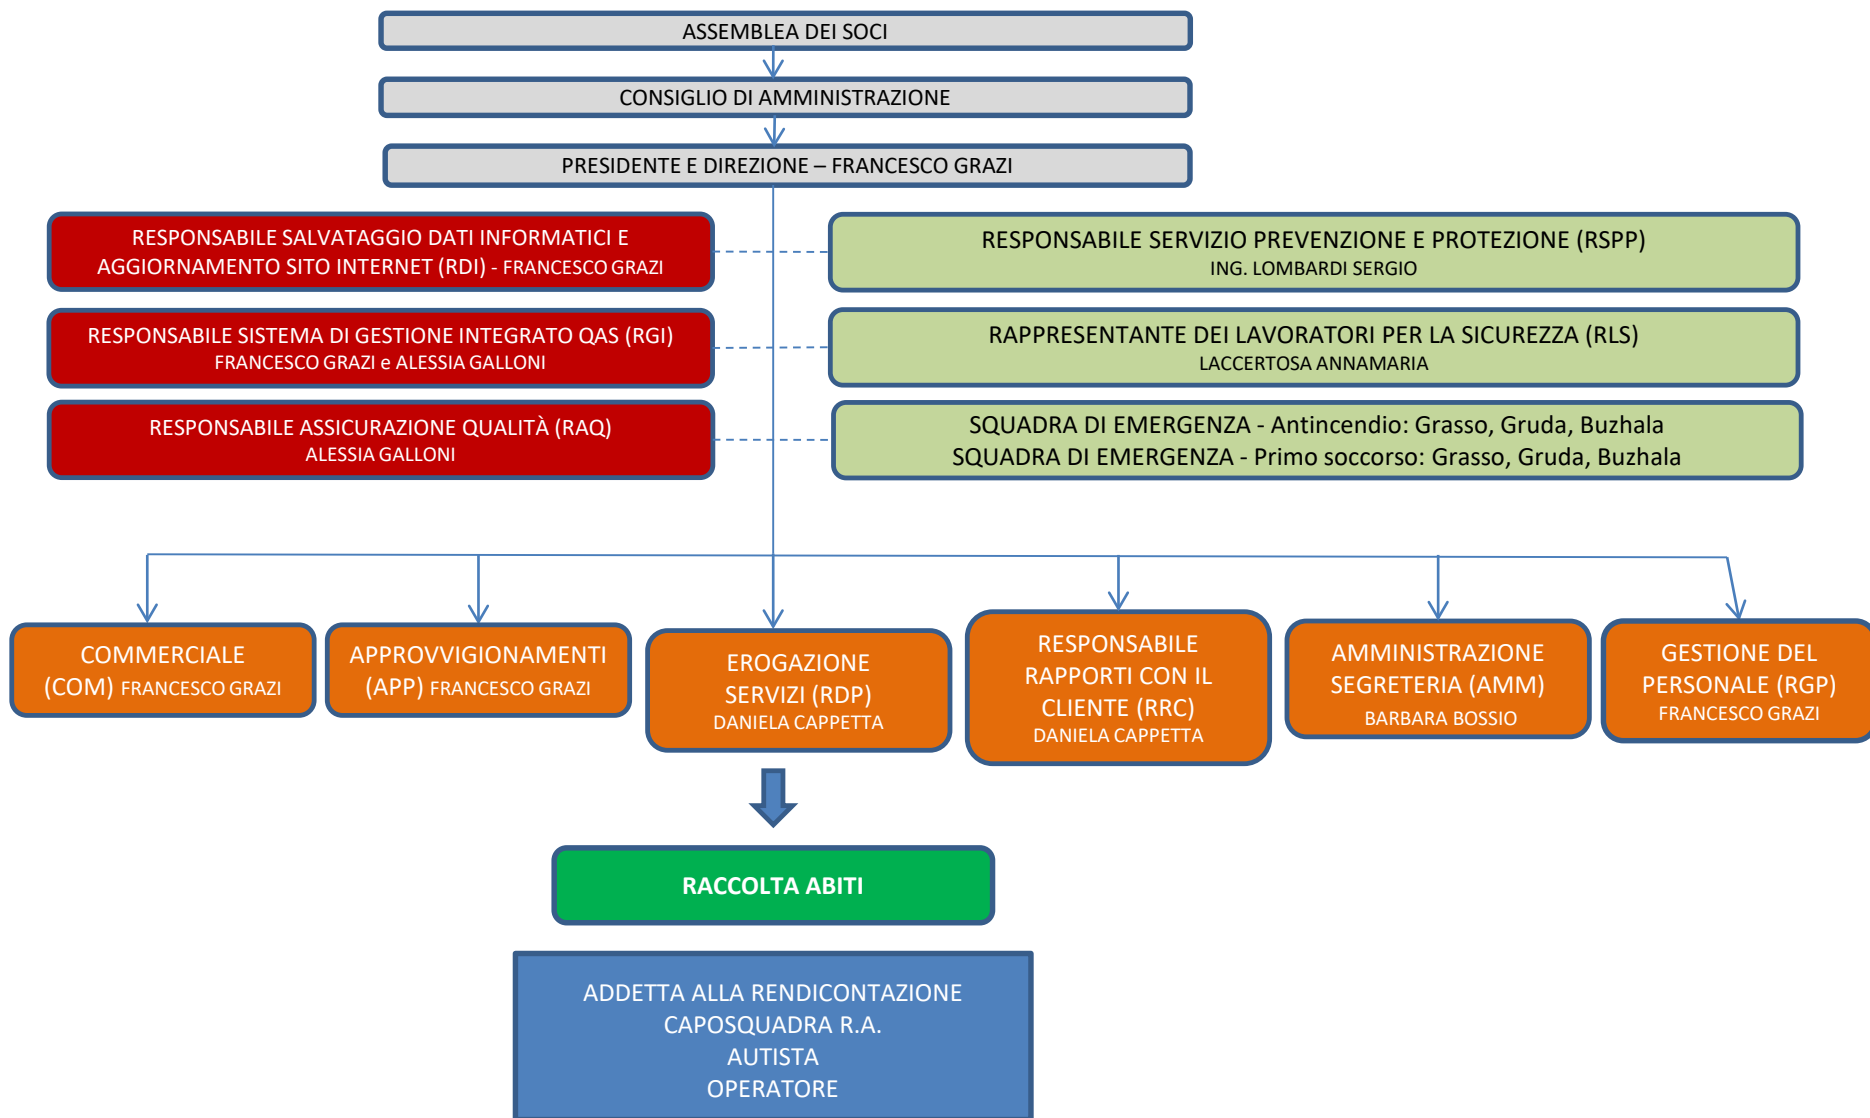 ASSEMBLEA DEI SOCI
CONSIGLIO DI AMMINISTRAZIONE
PRESIDENTE E DIREZIONE – FRANCESCO GRAZI
RESPONSABILE SALVATAGGIO DATI INFORMATICI E
AGGIORNAMENTO SITO INTERNET (RDI) - FRANCESCO GRAZI
RESPONSABILE SERVIZIO PREVENZIONE E PROTEZIONE (RSPP)
ING. LOMBARDI SERGIO
RESPONSABILE SISTEMA DI GESTIONE INTEGRATO QAS (RGI)
FRANCESCO GRAZI e ALESSIA GALLONI
RAPPRESENTANTE DEI LAVORATORI PER LA SICUREZZA (RLS)
LACCERTOSA ANNAMARIA
RESPONSABILE ASSICURAZIONE QUALITÀ (RAQ)
ALESSIA GALLONI
SQUADRA DI EMERGENZA - Antincendio: Grasso, Gruda, Buzhala
SQUADRA DI EMERGENZA - Primo soccorso: Grasso, Gruda, Buzhala
COMMERCIALE
(COM) FRANCESCO GRAZI
APPROVVIGIONAMENTI
(APP) FRANCESCO GRAZI
EROGAZIONE
SERVIZI (RDP)
DANIELA CAPPETTA
RESPONSABILE
RAPPORTI CON IL
CLIENTE (RRC)
DANIELA CAPPETTA
AMMINISTRAZIONE
SEGRETERIA (AMM)
BARBARA BOSSIO
GESTIONE DEL
PERSONALE (RGP)
FRANCESCO GRAZI
RACCOLTA ABITI
ADDETTA ALLA RENDICONTAZIONE
CAPOSQUADRA R.A.
AUTISTA
OPERATORE